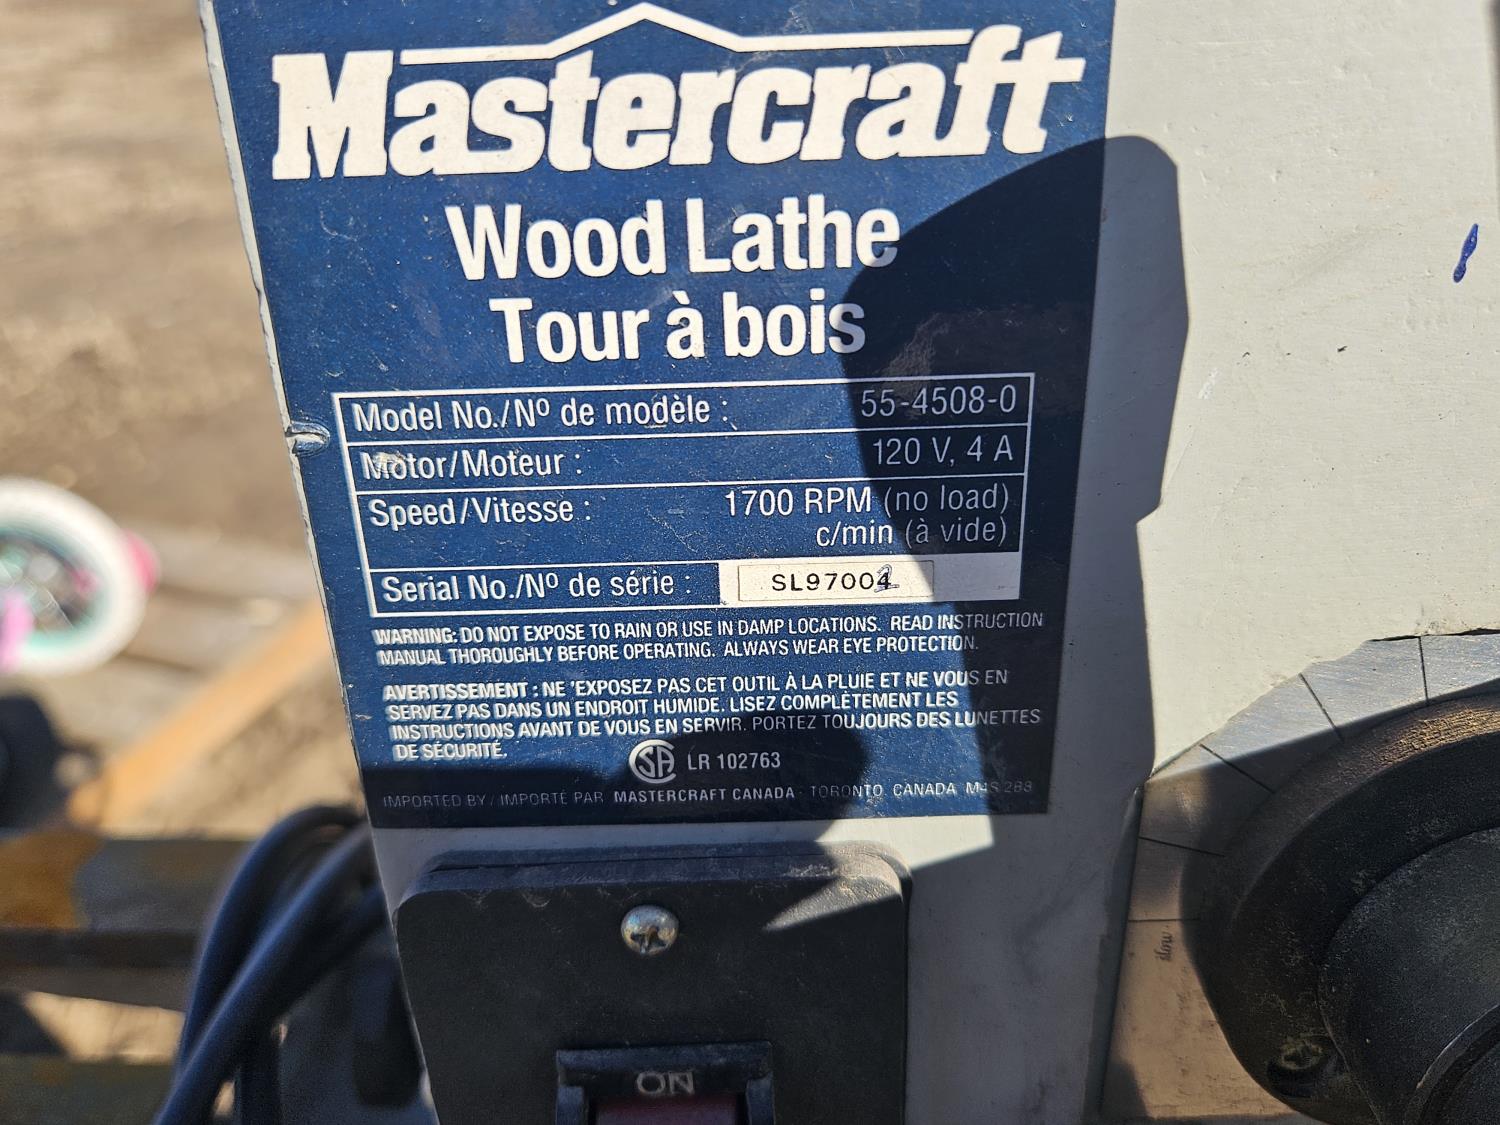 Mastercraft
Wood Lathe
Tour à bois
Model No./Nº de modèle : 55-4508-0
Motor/Moteur : 120 V, 4 A
Speed/Vitesse : 1700 RPM (no load)
c/min (à vide)
Serial No./Nº de série : SL97004
WARNING: DO NOT EXPOSE TO RAIN OR USE IN DAMP LOCATIONS. READ INSTRUCTION
MANUAL THOROUGHLY BEFORE OPERATING. ALWAYS WEAR EYE PROTECTION.
AVERTISSEMENT : NE 'EXPOSEZ PAS CET OUTIL À LA PLUIE ET NE VOUS EN
SERVEZ PAS DANS UN ENDROIT HUMIDE. LISEZ COMPLÈTEMENT LES
INSTRUCTIONS AVANT DE VOUS EN SERVIR. PORTEZ TOUJOURS DES LUNETTES
DE SÉCURITÉ.
SA LR 102763
IMPORTED BY / IMPORTÉ PAR MASTERCRAFT CANADA · TORONTO CANADA M4S 2B8
slow
ON